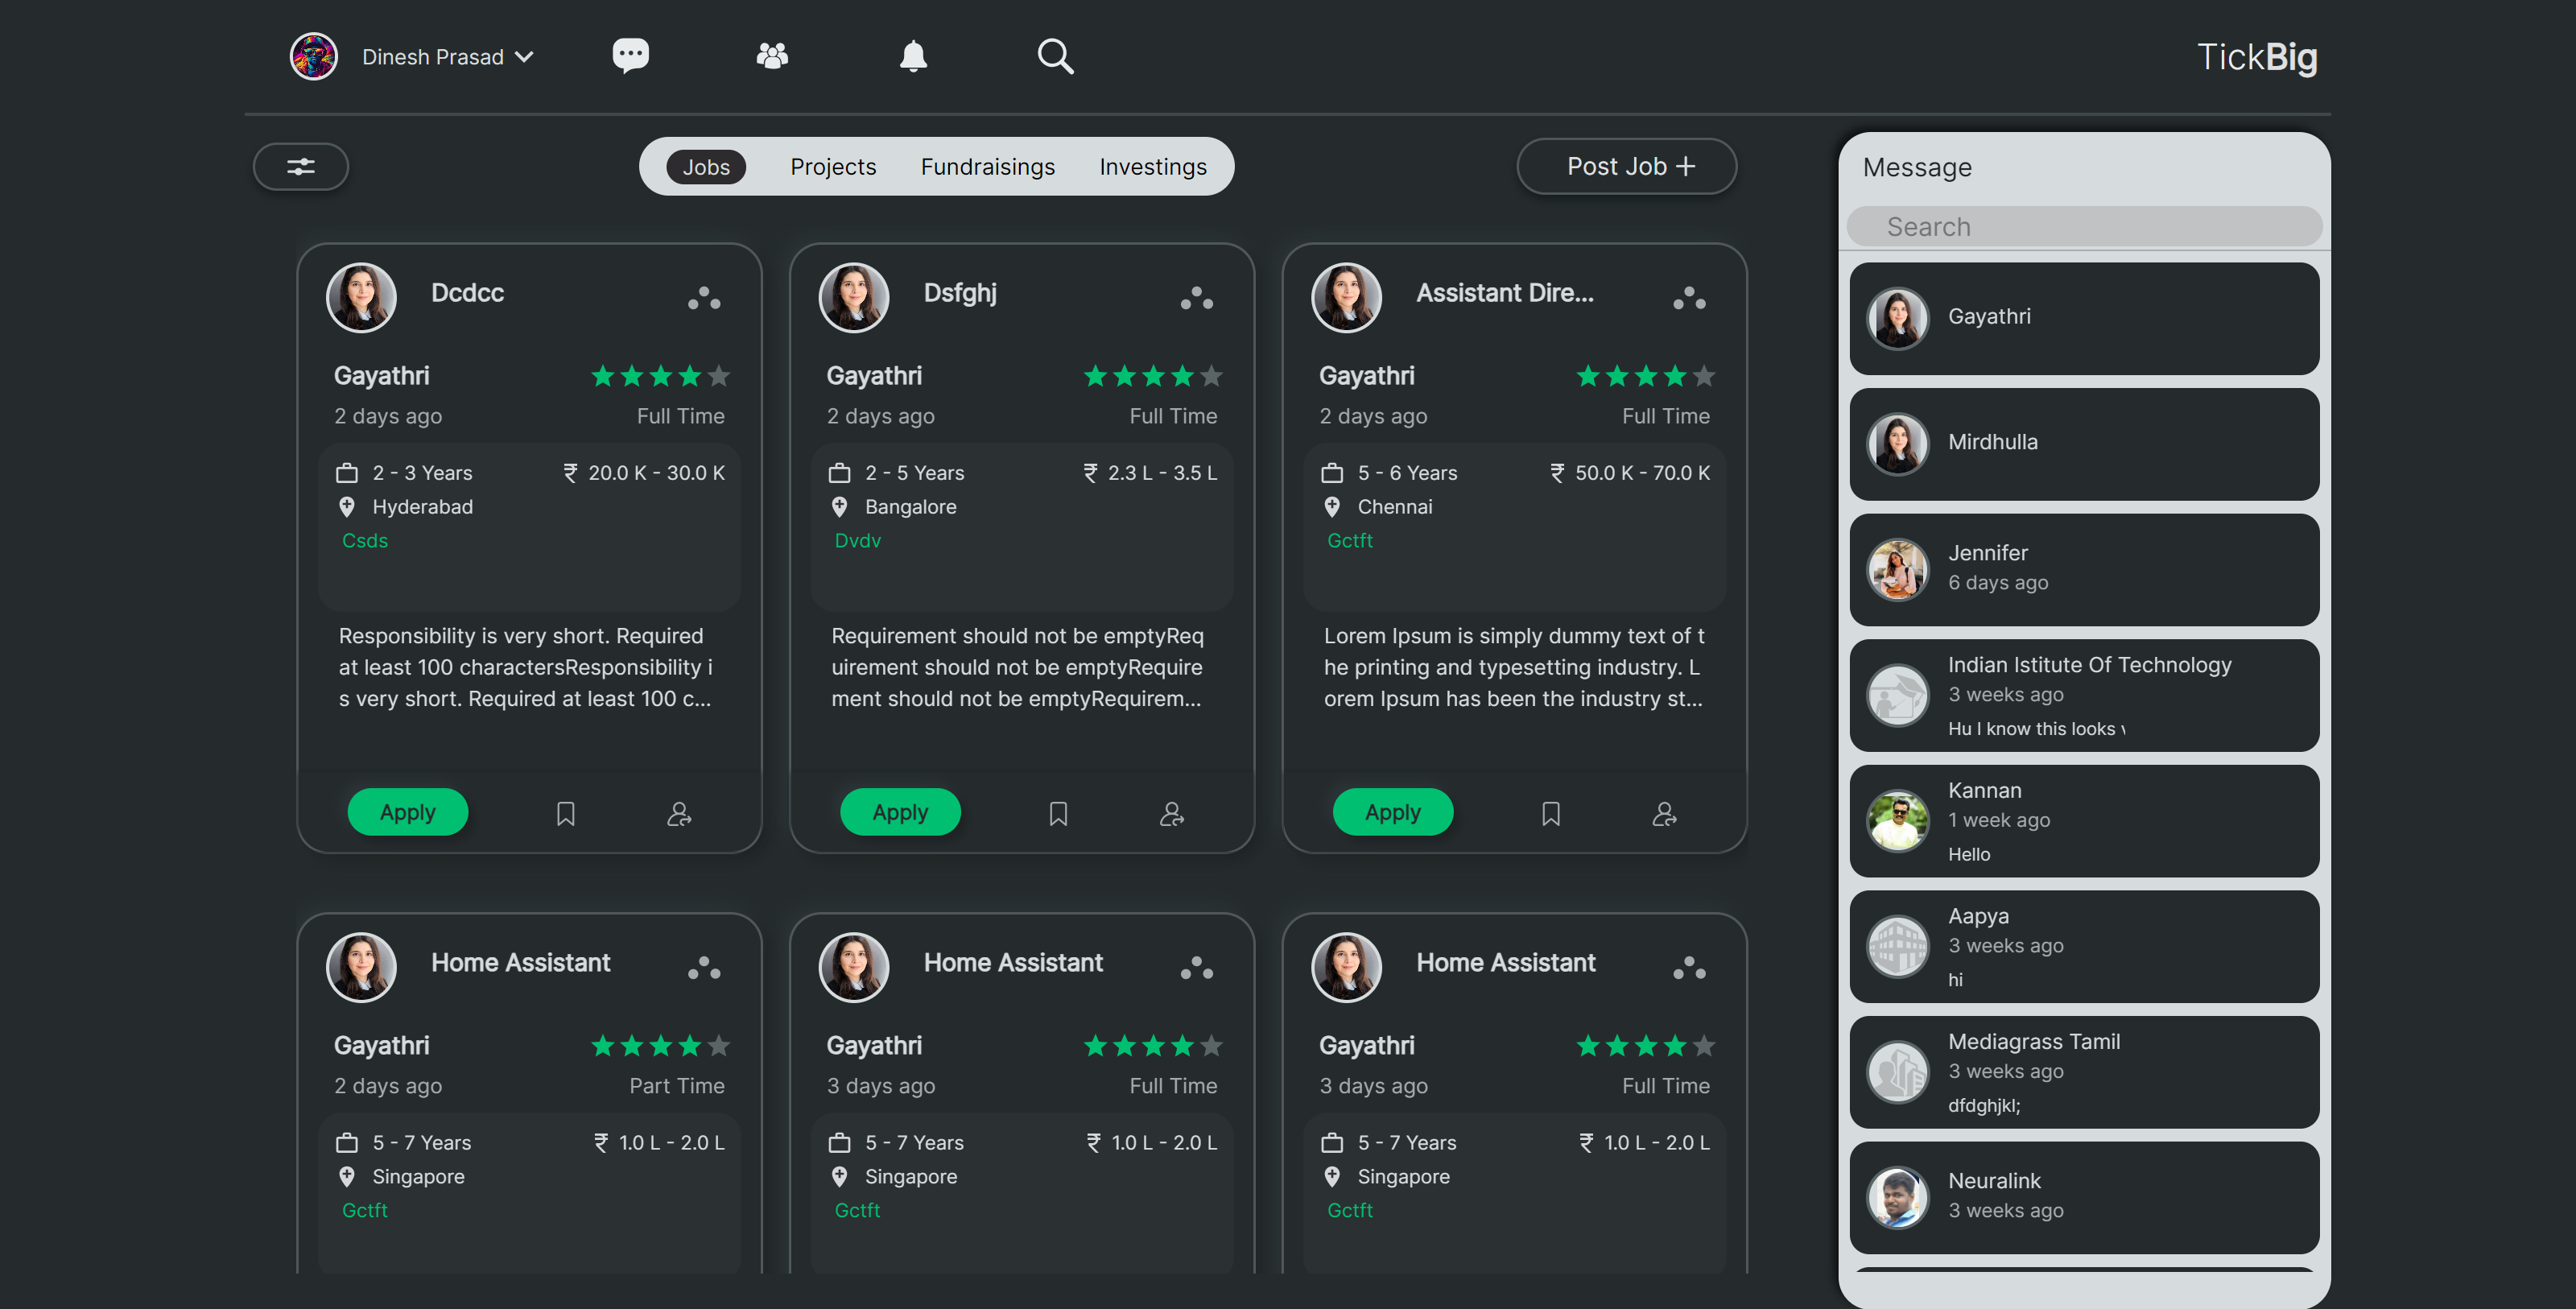 Dinesh Prasad
TickBig
Jobs Projects Fundraisings Investings
Post Job +
Dcdcc
Gayathri
2 days ago Full Time
2 - 3 Years ₹ 20.0 K - 30.0 K
Hyderabad
Csds
Responsibility is very short. Required
at least 100 charactersResponsibility i
s very short. Required at least 100 c...
Apply
Dsfghj
Gayathri
2 days ago Full Time
2 - 5 Years ₹ 2.3 L - 3.5 L
Bangalore
Dvdv
Requirement should not be emptyReq
uirement should not be emptyRequire
ment should not be emptyRequirem...
Apply
Assistant Dire...
Gayathri
2 days ago Full Time
5 - 6 Years ₹ 50.0 K - 70.0 K
Chennai
Gctft
Lorem Ipsum is simply dummy text of t
he printing and typesetting industry. L
orem Ipsum has been the industry st...
Apply
Home Assistant
Gayathri
2 days ago Part Time
5 - 7 Years ₹ 1.0 L - 2.0 L
Singapore
Gctft
Home Assistant
Gayathri
3 days ago Full Time
5 - 7 Years ₹ 1.0 L - 2.0 L
Singapore
Gctft
Home Assistant
Gayathri
3 days ago Full Time
5 - 7 Years ₹ 1.0 L - 2.0 L
Singapore
Gctft
Message
Search
Gayathri
Mirdhulla
Jennifer
6 days ago
Indian Istitute Of Technology
3 weeks ago
Hu I know this looks
Kannan
1 week ago
Hello
Aapya
3 weeks ago
hi
Mediagrass Tamil
3 weeks ago
dfdghjkl;
Neuralink
3 weeks ago